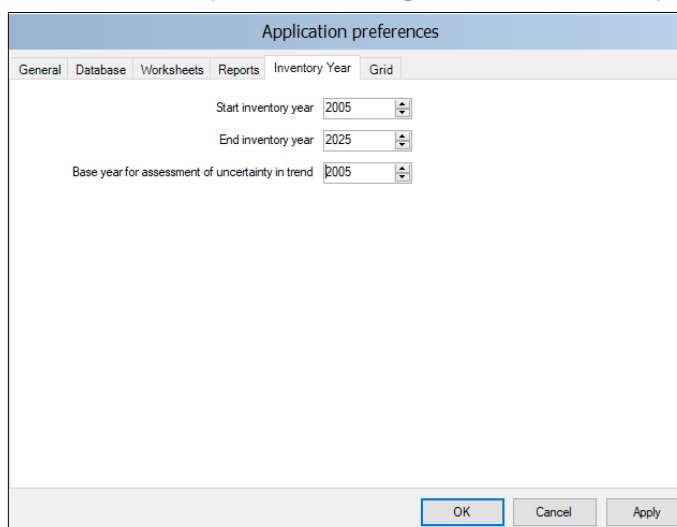 Application preferences
General Database Worksheets Reports Inventory Year Grid
Start inventory year 2005
End inventory year 2025
Base year for assessment of uncertainty in trend 2005
OK Cancel Apply